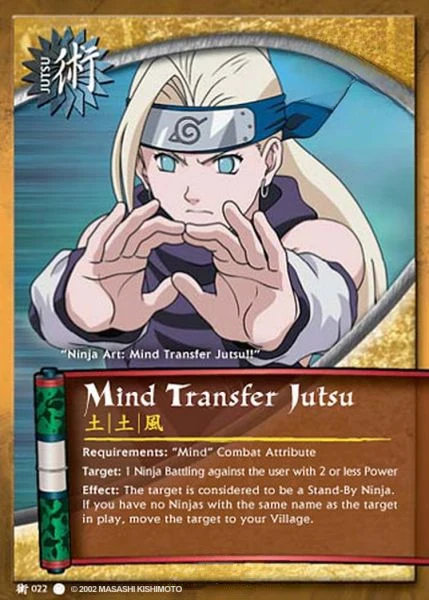 JUTSU
術
"Ninja Art: Mind Transfer Jutsu!!"
Mind Transfer Jutsu
土|土|風
Requirements: "Mind" Combat Attribute
Target: 1 Ninja Battling against the user with 2 or less Power
Effect: The target is considered to be a Stand-By Ninja.
If you have no Ninjas with the same name as the target
in play, move the target to your Village.
術 022 © 2002 MASASHI KISHIMOTO